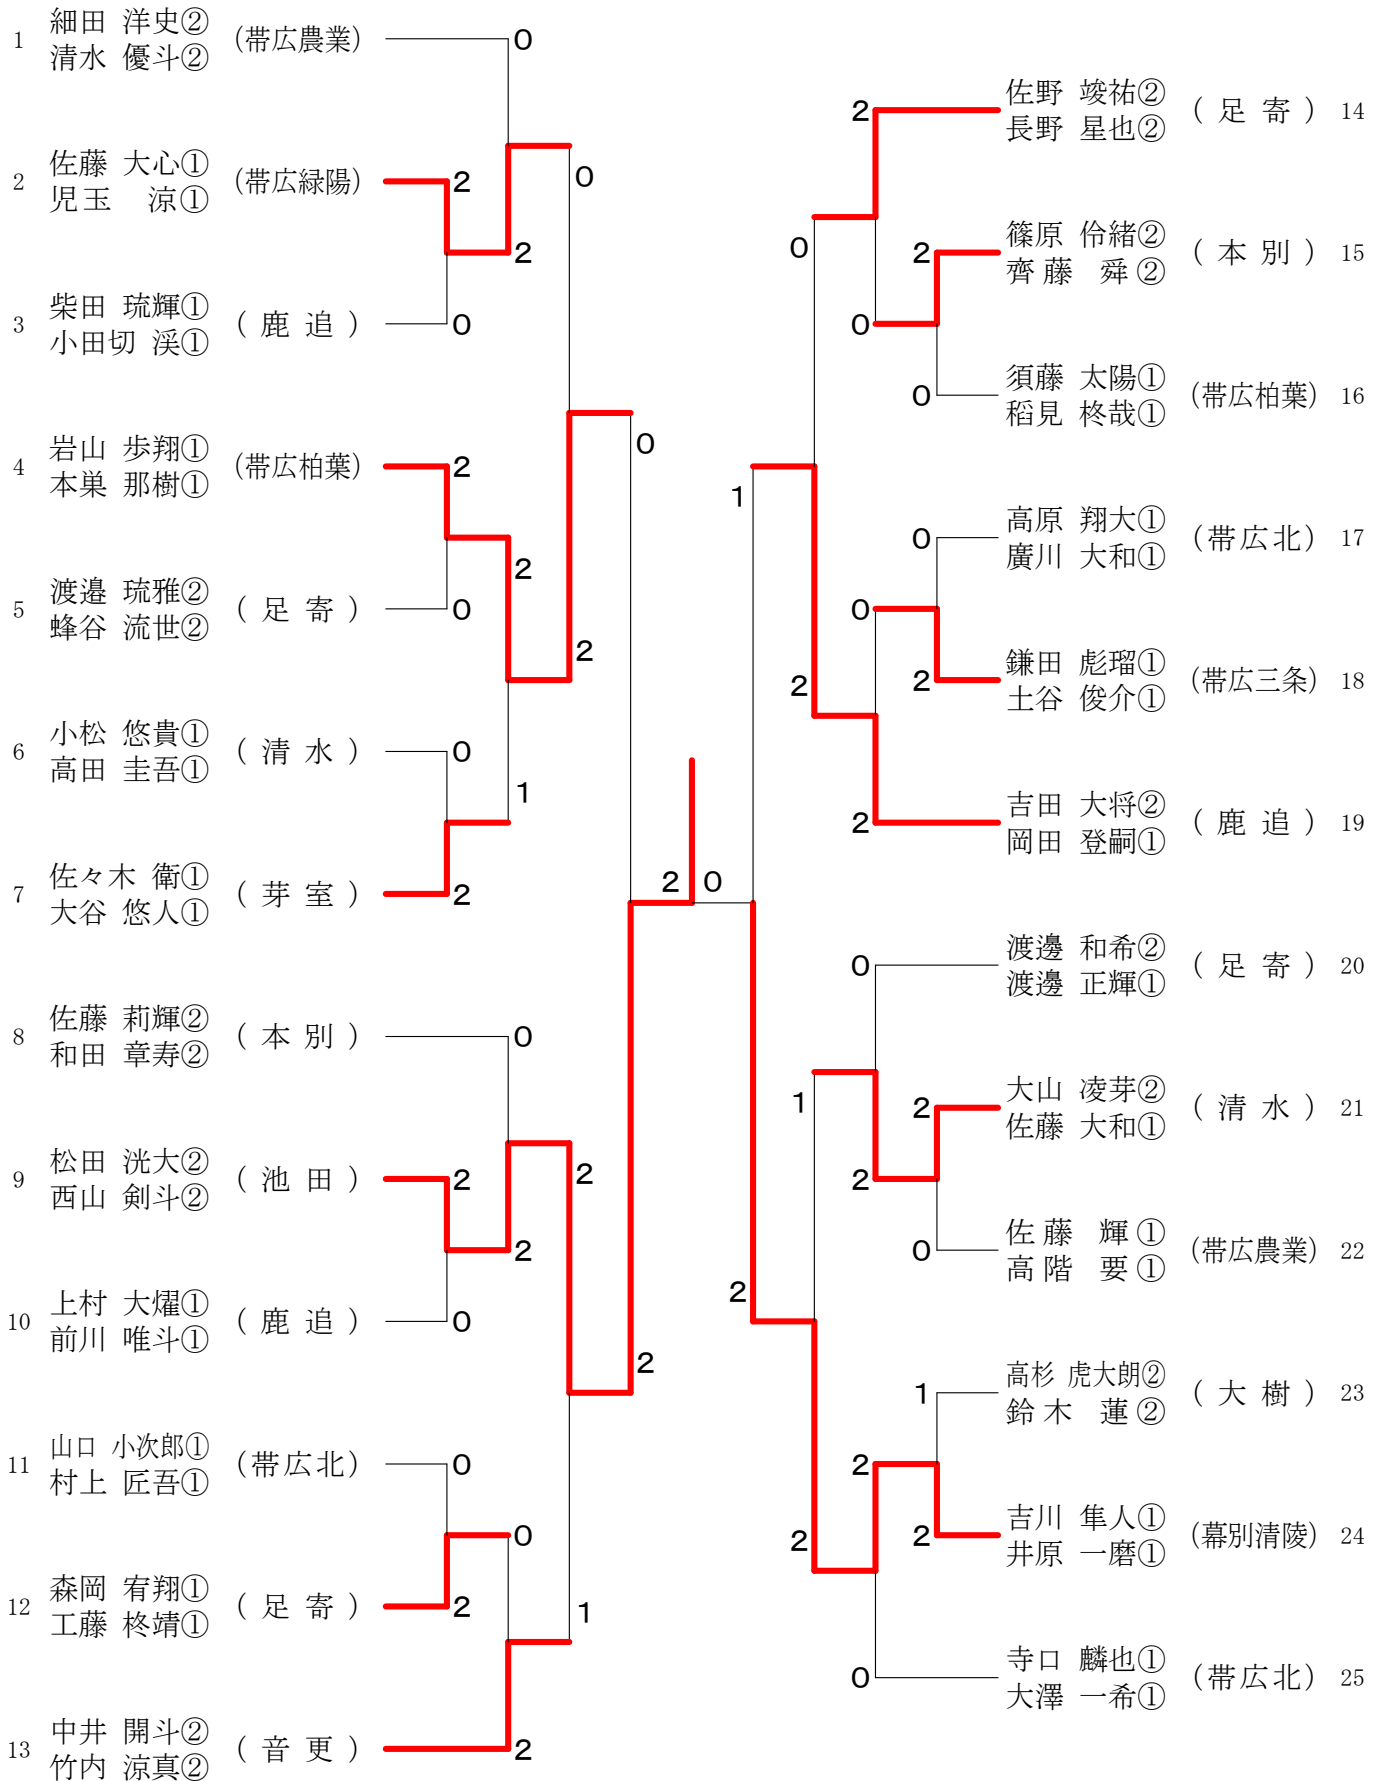 1 細田 洋史② (帯広農業) 0
清水 優斗②
2 佐藤 大心① (帯広緑陽) 2
児玉 涼①
0
2
3 柴田 琉輝① (鹿追) 0
小田切 渓①
4 岩山 歩翔① (帯広柏葉) 2
本巣 那樹①
0
2
5 渡邉 琉雅② (足寄) 0
蜂谷 流世②
2
6 小松 悠貴① (清水) 0
高田 圭吾①
1
7 佐々木 衛① (芽室) 2
大谷 悠人①
2 0
8 佐藤 莉輝② (本別) 0
和田 章寿②
9 松田 洸大② (池田) 2
西山 剣斗②
2
2
10 上村 大燿① (鹿追) 0
前川 唯斗①
2
11 山口 小次郎① (帯広北) 0
村上 匠吾①
0
12 森岡 宥翔① (足寄) 2
工藤 柊靖①
1
13 中井 開斗② (音更) 2
竹内 涼真②
2 佐野 竣祐② (足寄) 14
長野 星也②
0
2 篠原 伶緒② (本別) 15
齊藤 舜②
0
0 須藤 太陽① (帯広柏葉) 16
稲見 柊哉①
1
0 高原 翔大① (帯広北) 17
廣川 大和①
0
2 鎌田 彪瑠① (帯広三条) 18
土谷 俊介①
2
2 吉田 大将② (鹿追) 19
岡田 登嗣①
0 渡邊 和希② (足寄) 20
渡邊 正輝①
1
2 大山 凌芽② (清水) 21
佐藤 大和①
2
0 佐藤 輝① (帯広農業) 22
高階 要①
2
1 高杉 虎大朗② (大樹) 23
鈴木 蓮②
2
2 吉川 隼人① (幕別清陵) 24
井原 一磨①
2
0 寺口 麟也① (帯広北) 25
大澤 一希①